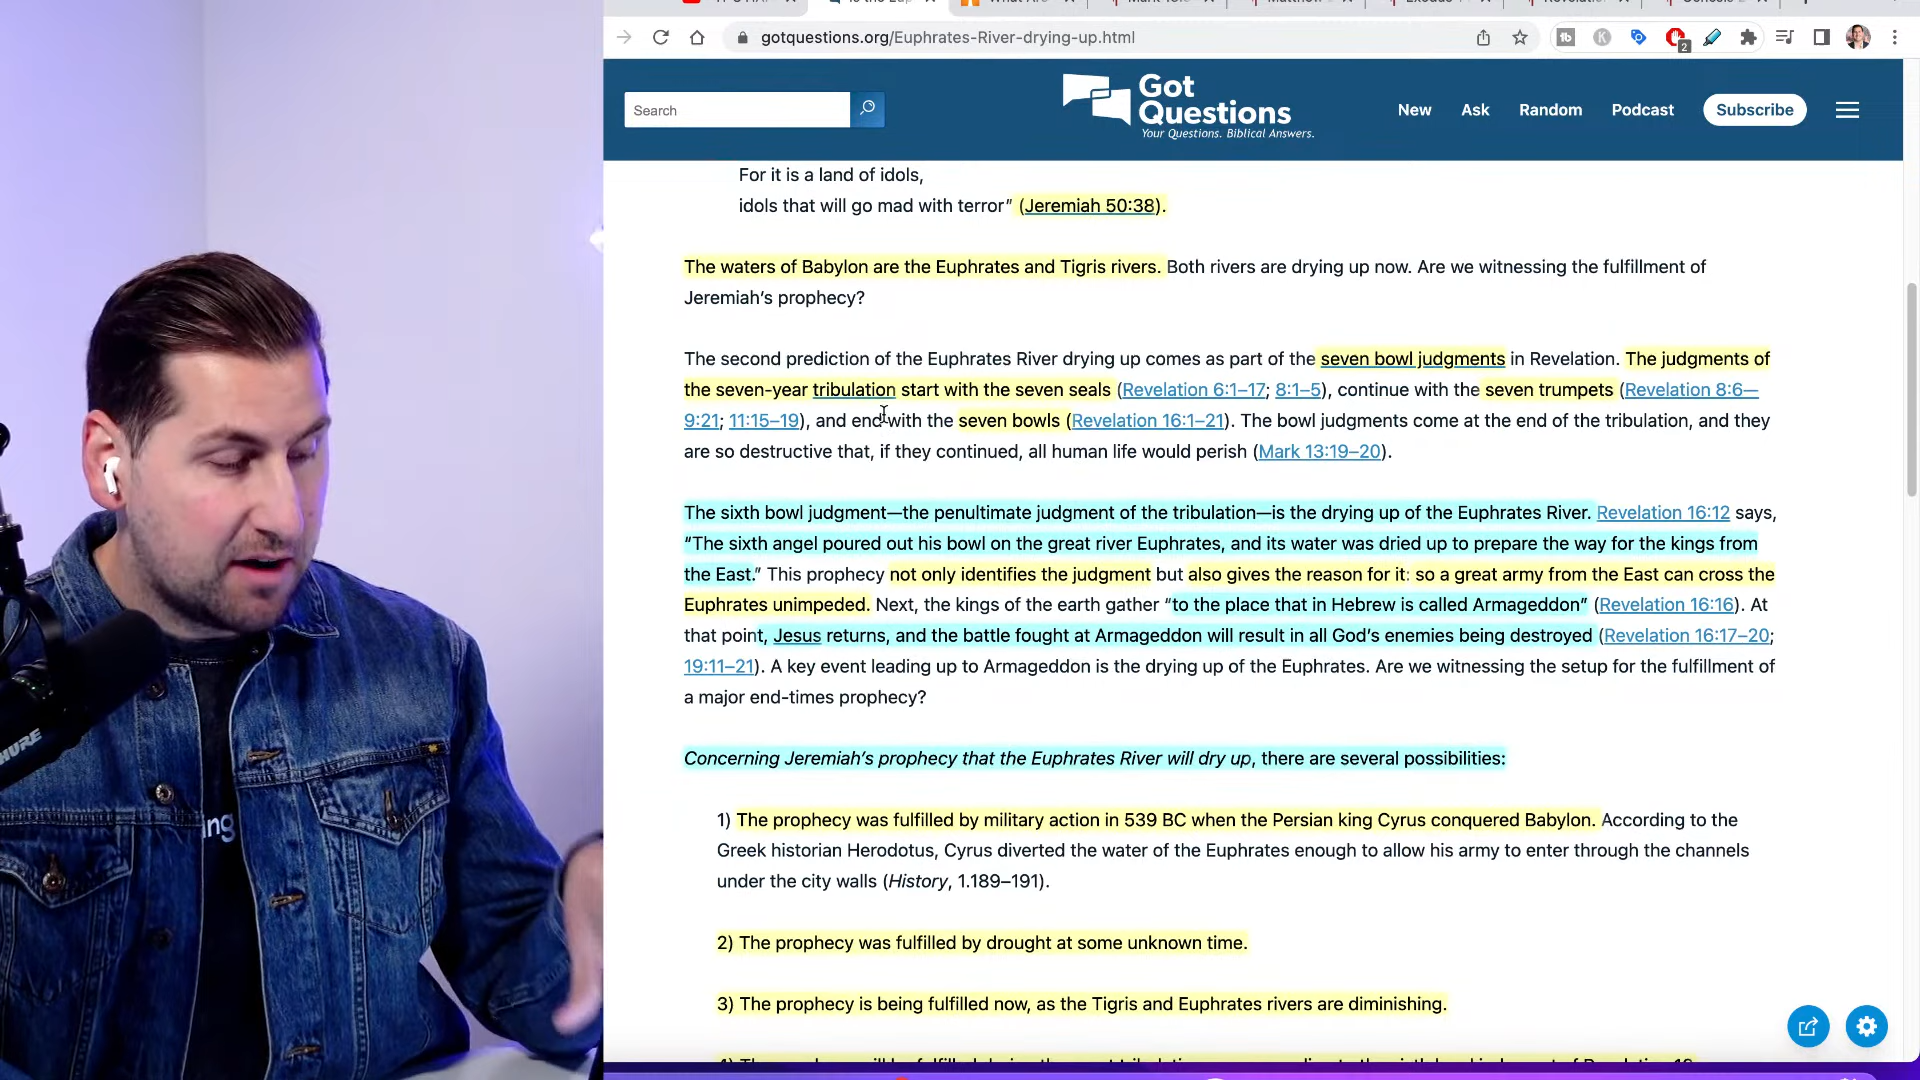 Is the Eup
What Are
Mark 13:
Matthew 2
Exodus
Revelation
Genesis 2
gotquestions.org/Euphrates-River-drying-up.html
2
Search
Got
Questions
Your Questions. Biblical Answers.
New
Ask
Random
Podcast
Subscribe
For it is a land of idols,
idols that will go mad with terror” (Jeremiah 50:38).
The waters of Babylon are the Euphrates and Tigris rivers. Both rivers are drying up now. Are we witnessing the fulfillment of
Jeremiah’s prophecy?
The second prediction of the Euphrates River drying up comes as part of the seven bowl judgments in Revelation. The judgments of
the seven-year tribulation start with the seven seals (Revelation 6:1–17; 8:1–5), continue with the seven trumpets (Revelation 8:6—
9:21; 11:15–19), and end with the seven bowls (Revelation 16:1–21). The bowl judgments come at the end of the tribulation, and they
are so destructive that, if they continued, all human life would perish (Mark 13:19–20).
The sixth bowl judgment—the penultimate judgment of the tribulation—is the drying up of the Euphrates River. Revelation 16:12 says,
“The sixth angel poured out his bowl on the great river Euphrates, and its water was dried up to prepare the way for the kings from
the East.” This prophecy not only identifies the judgment but also gives the reason for it: so a great army from the East can cross the
Euphrates unimpeded. Next, the kings of the earth gather “to the place that in Hebrew is called Armageddon” (Revelation 16:16). At
that point, Jesus returns, and the battle fought at Armageddon will result in all God’s enemies being destroyed (Revelation 16:17–20;
19:11–21). A key event leading up to Armageddon is the drying up of the Euphrates. Are we witnessing the setup for the fulfillment of
a major end-times prophecy?
Concerning Jeremiah’s prophecy that the Euphrates River will dry up, there are several possibilities:
1) The prophecy was fulfilled by military action in 539 BC when the Persian king Cyrus conquered Babylon. According to the
Greek historian Herodotus, Cyrus diverted the water of the Euphrates enough to allow his army to enter through the channels
under the city walls (History, 1.189–191).
2) The prophecy was fulfilled by drought at some unknown time.
3) The prophecy is being fulfilled now, as the Tigris and Euphrates rivers are diminishing.
SHURE
ng